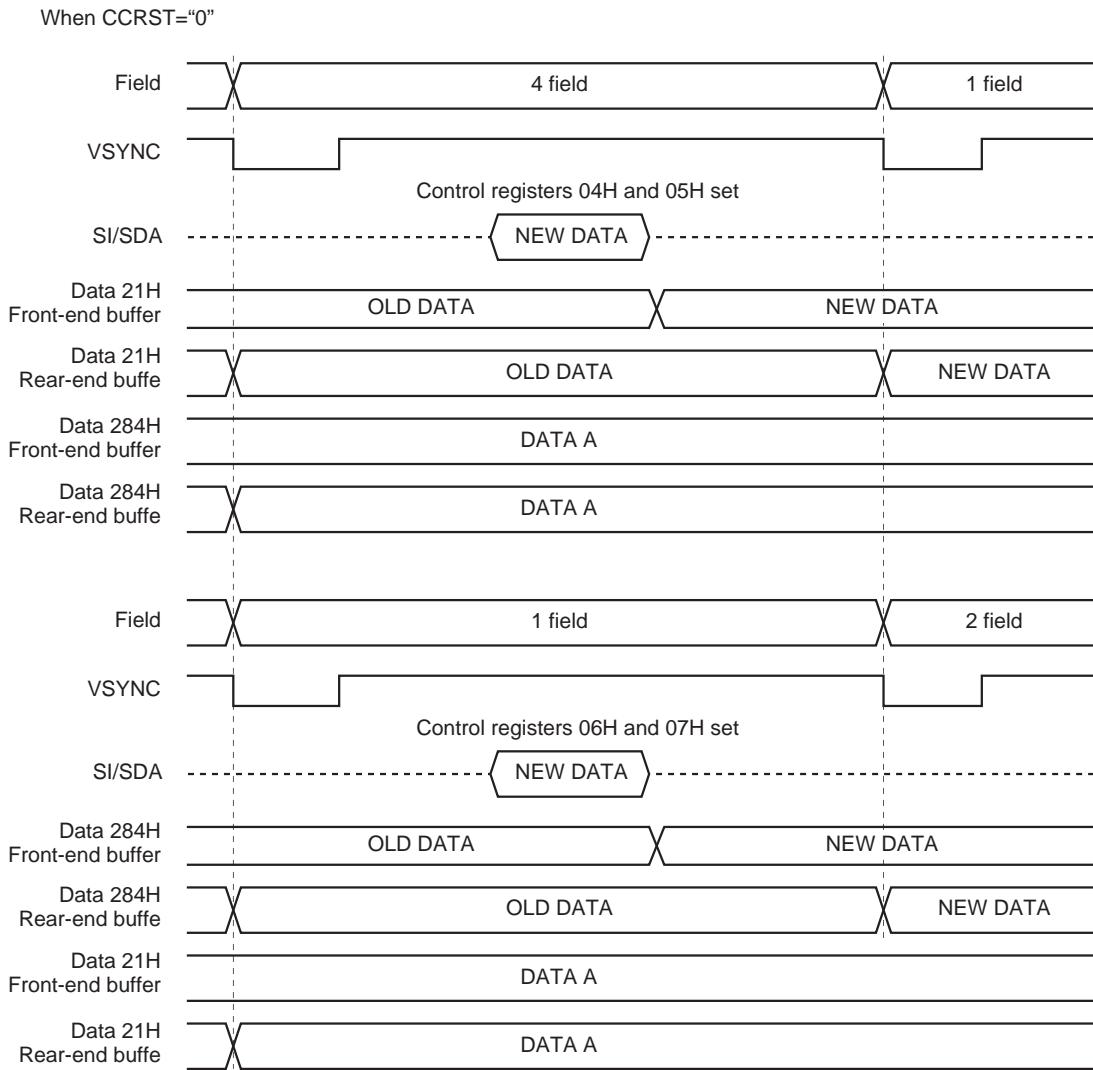 When CCRST=“0”
Field
4 field
1 field
VSYNC
Control registers 04H and 05H set
SI/SDA
NEW DATA
Data 21H
Front-end buffer
OLD DATA
NEW DATA
Data 21H
Rear-end buffe
OLD DATA
NEW DATA
Data 284H
Front-end buffer
DATA A
Data 284H
Rear-end buffe
DATA A
Field
1 field
2 field
VSYNC
Control registers 06H and 07H set
SI/SDA
NEW DATA
Data 284H
Front-end buffer
OLD DATA
NEW DATA
Data 284H
Rear-end buffe
OLD DATA
NEW DATA
Data 21H
Front-end buffer
DATA A
Data 21H
Rear-end buffe
DATA A